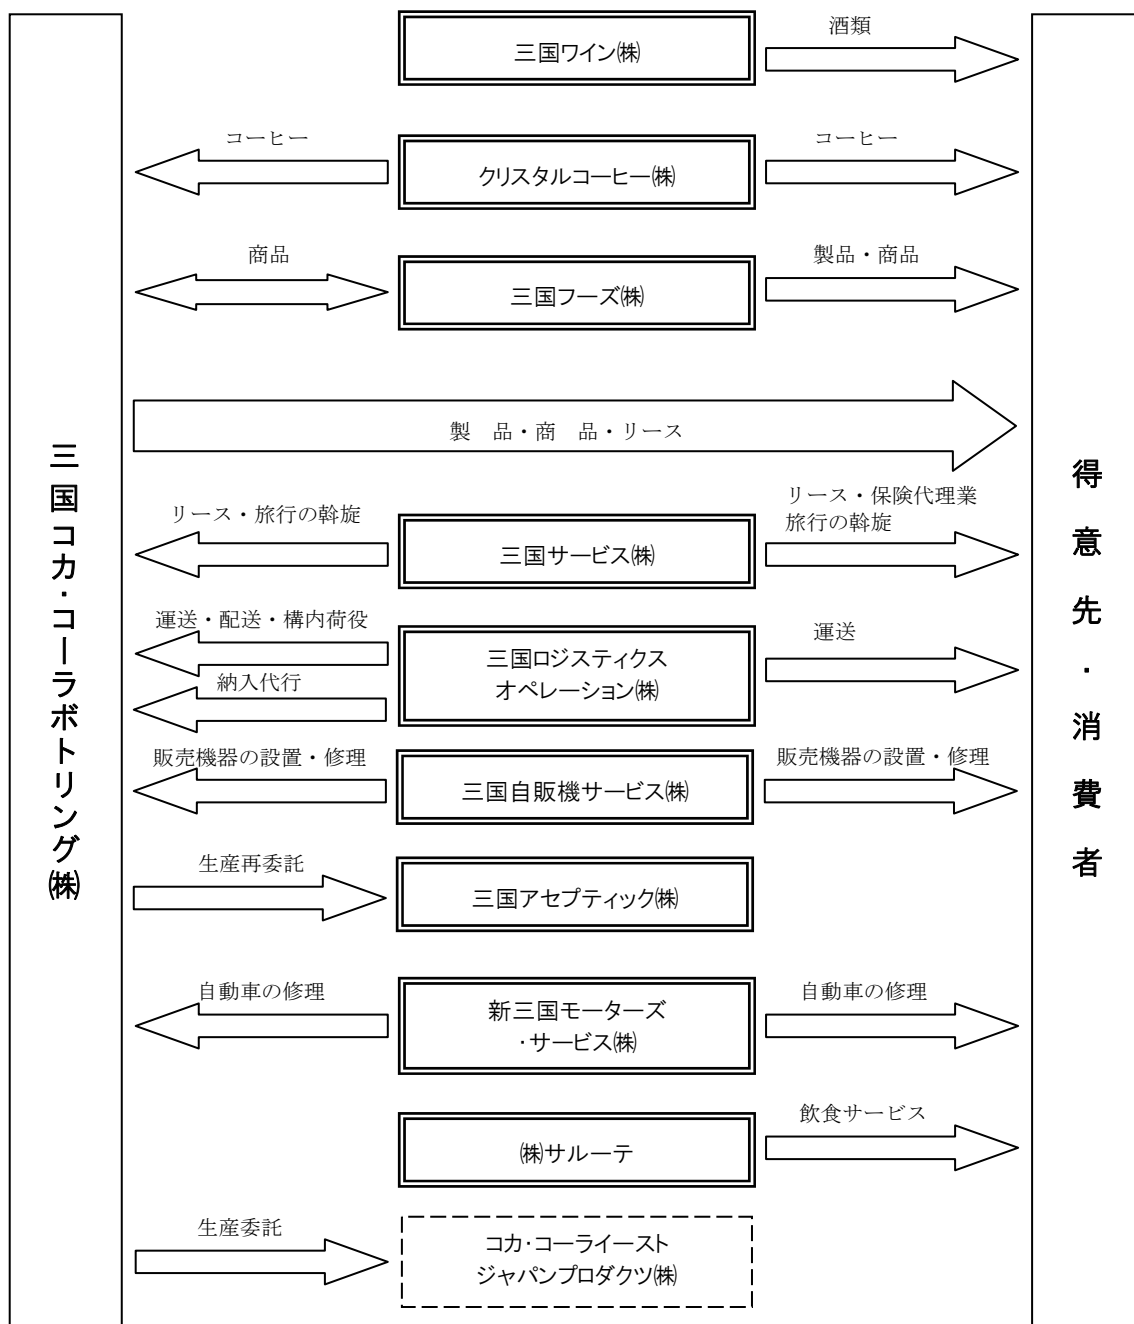 酒類
三国ワイン㈱
コーヒー
コーヒー
クリスタルコーヒー㈱
商品
製品・商品
三国フーズ㈱
製　品・商　品・リース
三国コカ・コーラボトリング㈱
得意先・消費者
リース・旅行の斡旋
リース・保険代理業
旅行の斡旋
三国サービス㈱
運送・配送・構内荷役
運送
三国ロジスティクス
オペレーション㈱
納入代行
販売機器の設置・修理
販売機器の設置・修理
三国自販機サービス㈱
生産再委託
三国アセプティック㈱
自動車の修理
自動車の修理
新三国モーターズ
・サービス㈱
飲食サービス
㈱サルーテ
生産委託
コカ・コーライースト
ジャパンプロダクツ㈱